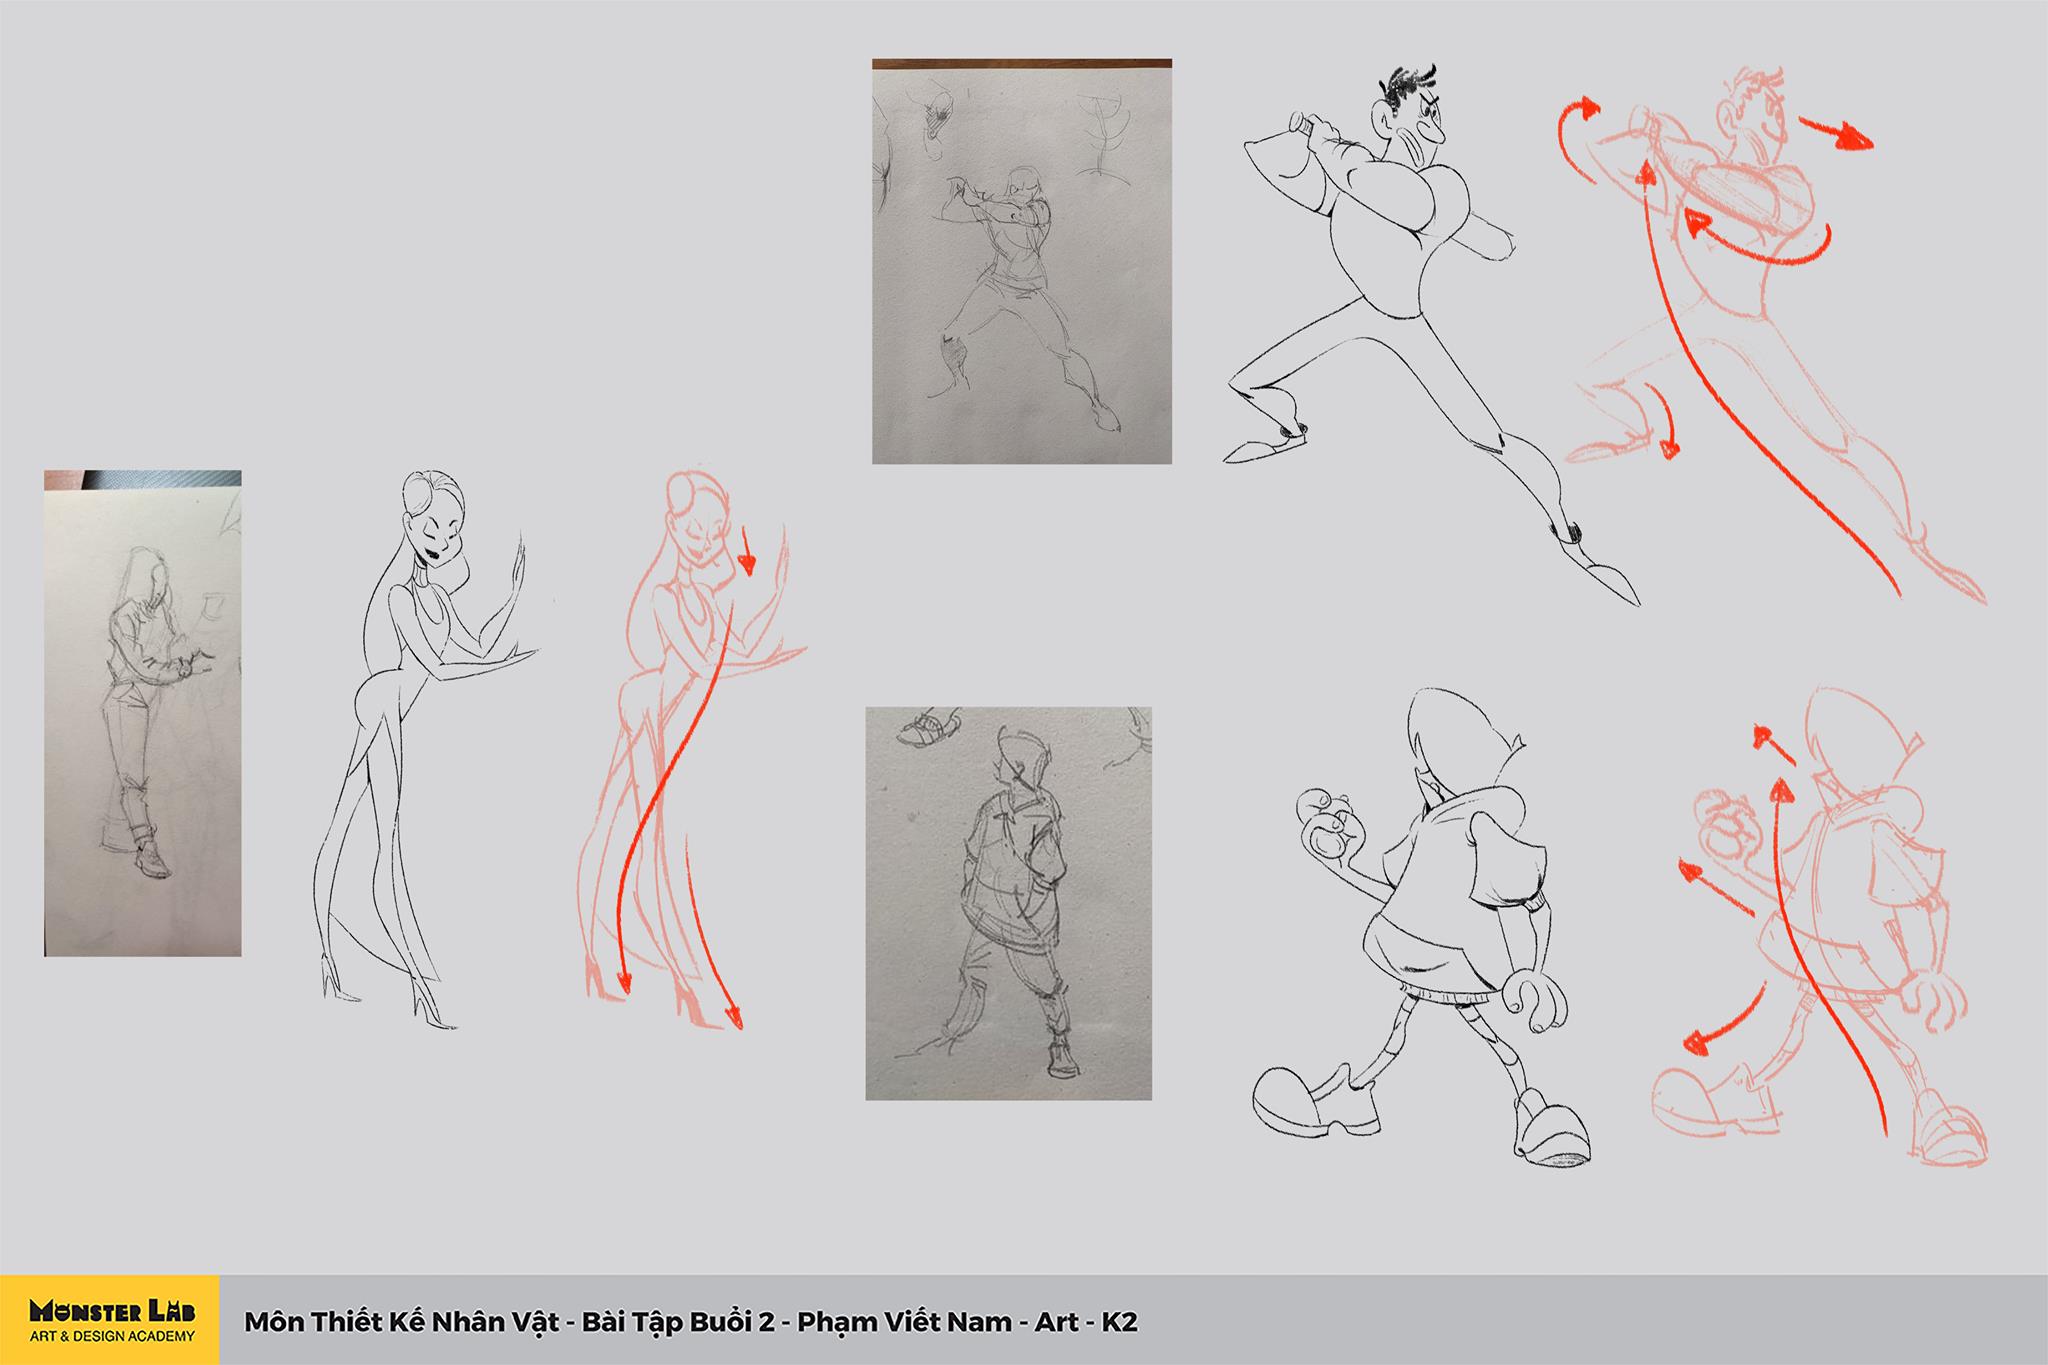 MONSTER LAB
ART & DESIGN ACADEMY
Môn Thiết Kế Nhân Vật - Bài Tập Buổi 2 - Phạm Viết Nam - Art - K2